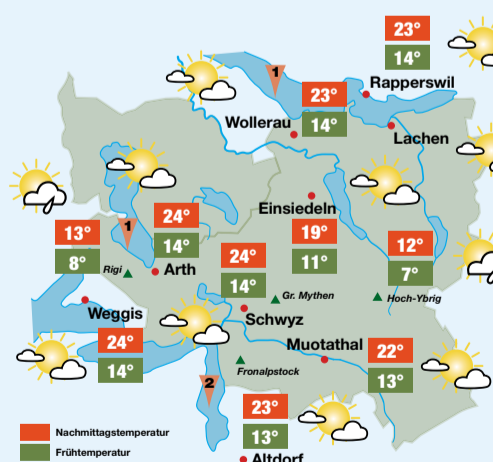 23°
14°
Rapperswil
1
23°
14°
Wollerau
Lachen
Einsiedeln
19°
11°
24°
14°
1
13°
8°
Rigi
Arth
12°
7°
Hoch-Ybrig
24°
14°
Gr. Mythen
Schwyz
Weggis
24°
14°
Muotathal
22°
13°
Fronalpstock
2
23°
13°
Altdorf
Nachmittagstemperatur
Frühtemperatur